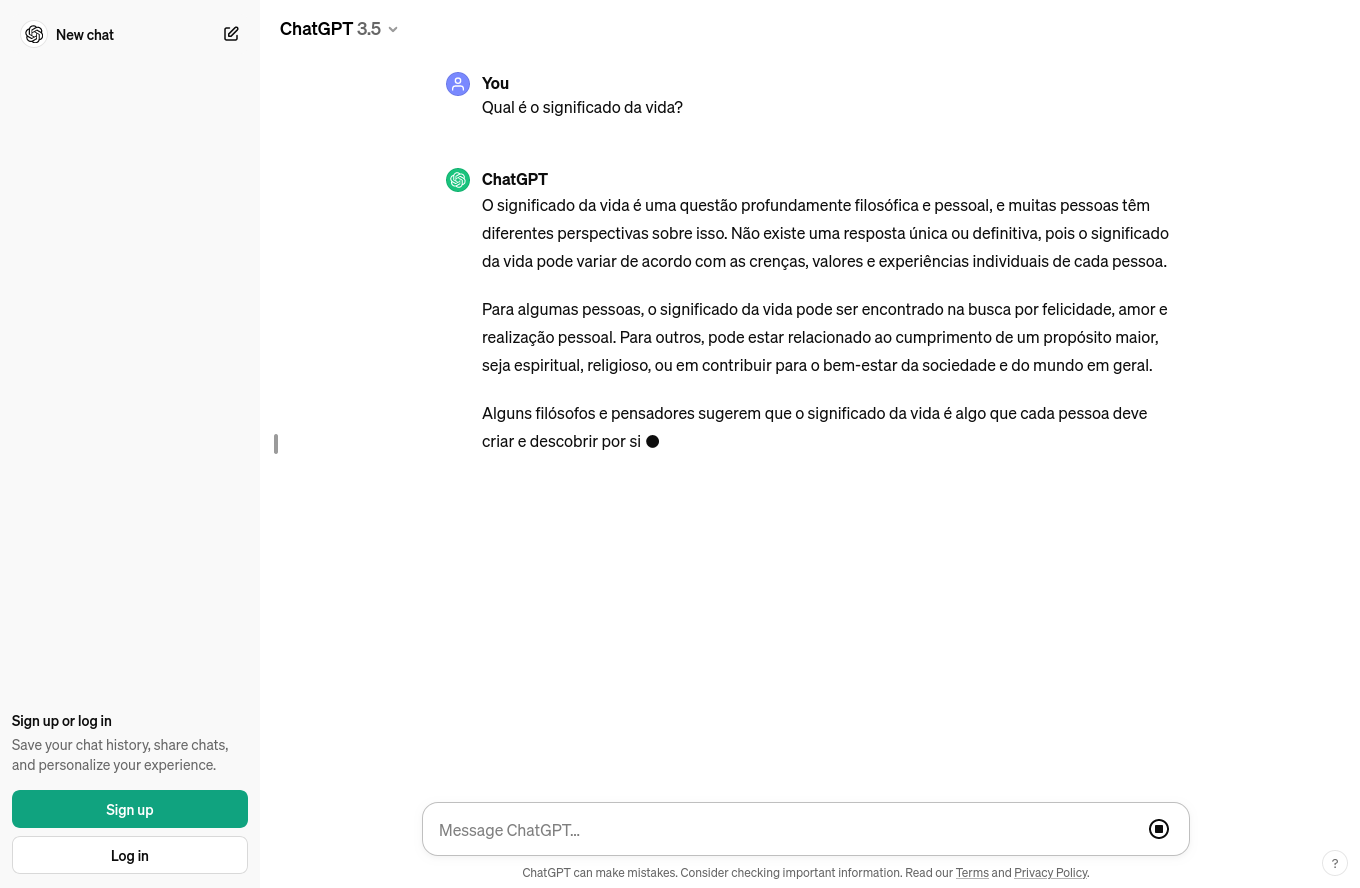 New chat
ChatGPT 3.5
You
Qual é o significado da vida?
ChatGPT
O significado da vida é uma questão profundamente filosófica e pessoal, e muitas pessoas têm
diferentes perspectivas sobre isso. Não existe uma resposta única ou definitiva, pois o significado
da vida pode variar de acordo com as crenças, valores e experiências individuais de cada pessoa.
Para algumas pessoas, o significado da vida pode ser encontrado na busca por felicidade, amor e
realização pessoal. Para outros, pode estar relacionado ao cumprimento de um propósito maior,
seja espiritual, religioso, ou em contribuir para o bem-estar da sociedade e do mundo em geral.
Alguns filósofos e pensadores sugerem que o significado da vida é algo que cada pessoa deve
criar e descobrir por si
Sign up or log in
Save your chat history, share chats,
and personalize your experience.
Sign up
Log in
Message ChatGPT...
ChatGPT can make mistakes. Consider checking important information. Read our Terms and Privacy Policy.
?